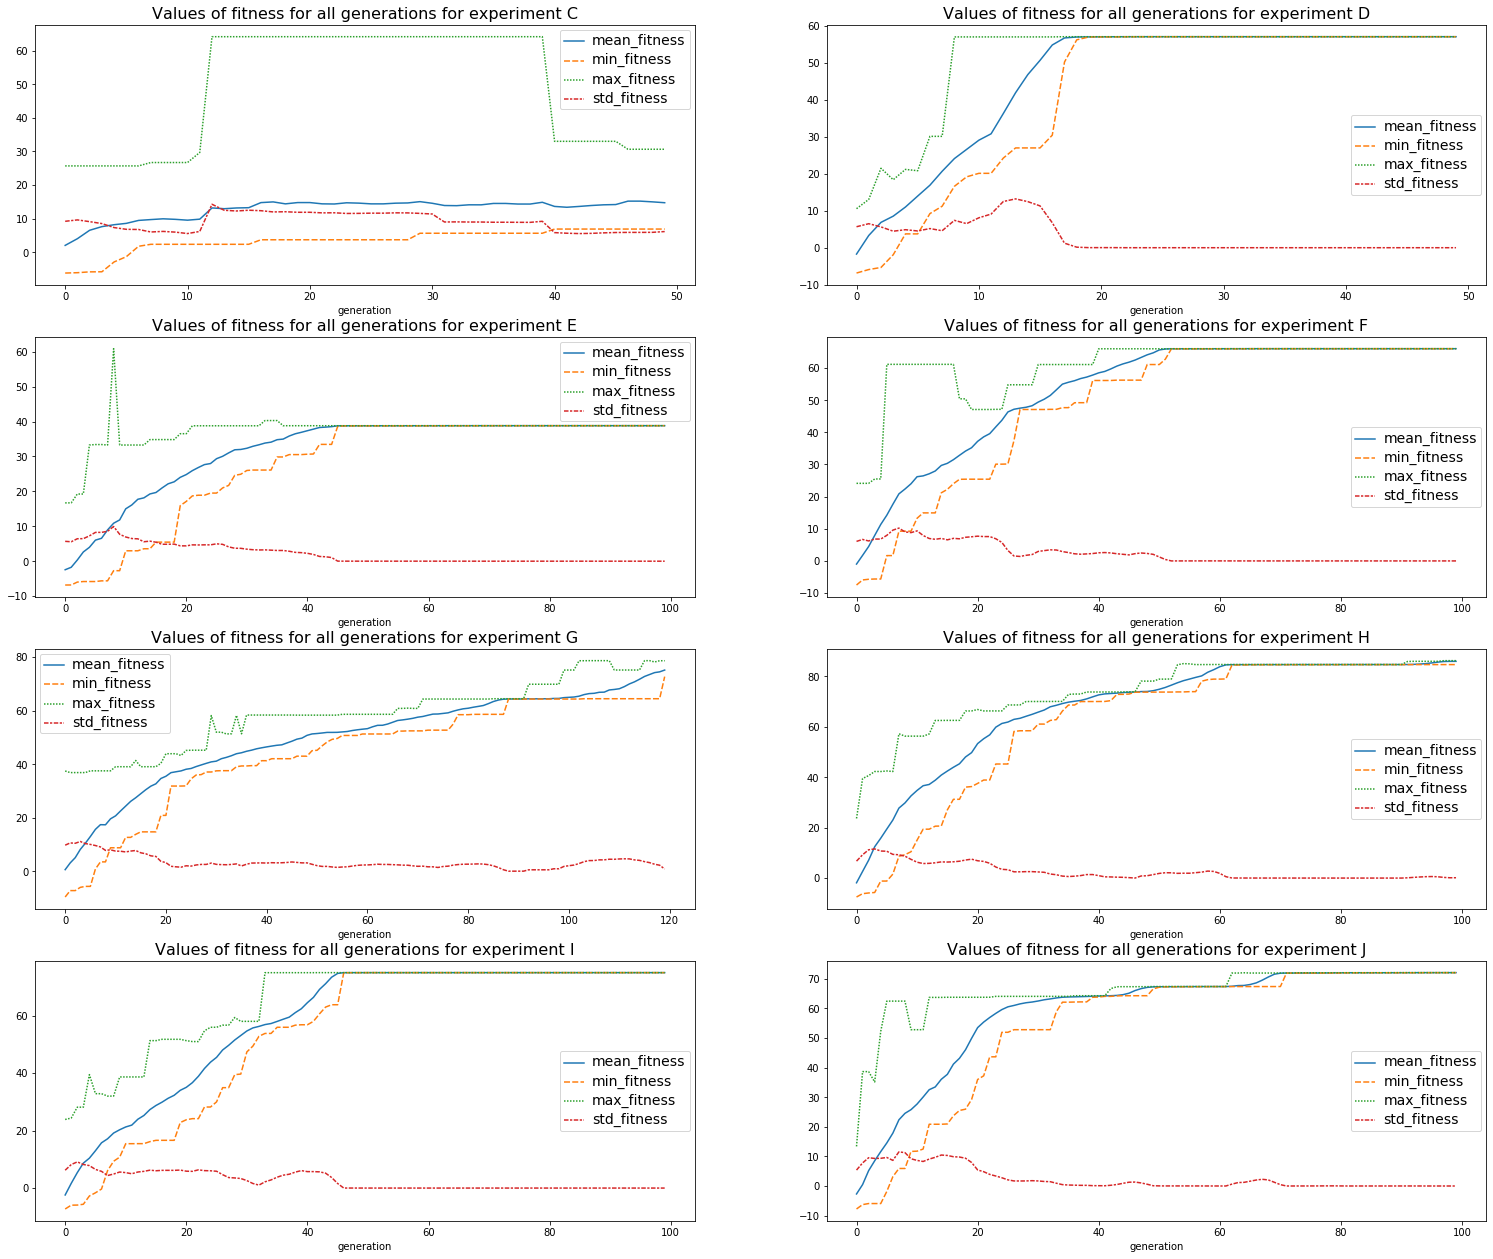 Values of fitness for all generations for experiment C
60
50
40
30
20
10
0
0 10 20 30 40 50
generation
mean_fitness
min_fitness
max_fitness
std_fitness
Values of fitness for all generations for experiment D
60
50
40
30
20
10
0
−10
0 10 20 30 40 50
generation
mean_fitness
min_fitness
max_fitness
std_fitness
Values of fitness for all generations for experiment E
60
50
40
30
20
10
0
−10
0 20 40 60 80 100
generation
mean_fitness
min_fitness
max_fitness
std_fitness
Values of fitness for all generations for experiment F
60
50
40
30
20
10
0
−10
0 20 40 60 80 100
generation
mean_fitness
min_fitness
max_fitness
std_fitness
Values of fitness for all generations for experiment G
80
60
40
20
0
0 20 40 60 80 100 120
generation
mean_fitness
min_fitness
max_fitness
std_fitness
Values of fitness for all generations for experiment H
80
60
40
20
0
0 20 40 60 80 100
generation
mean_fitness
min_fitness
max_fitness
std_fitness
Values of fitness for all generations for experiment I
60
40
20
0
0 20 40 60 80 100
generation
mean_fitness
min_fitness
max_fitness
std_fitness
Values of fitness for all generations for experiment J
70
60
50
40
30
20
10
0
−10
0 20 40 60 80 100
generation
mean_fitness
min_fitness
max_fitness
std_fitness